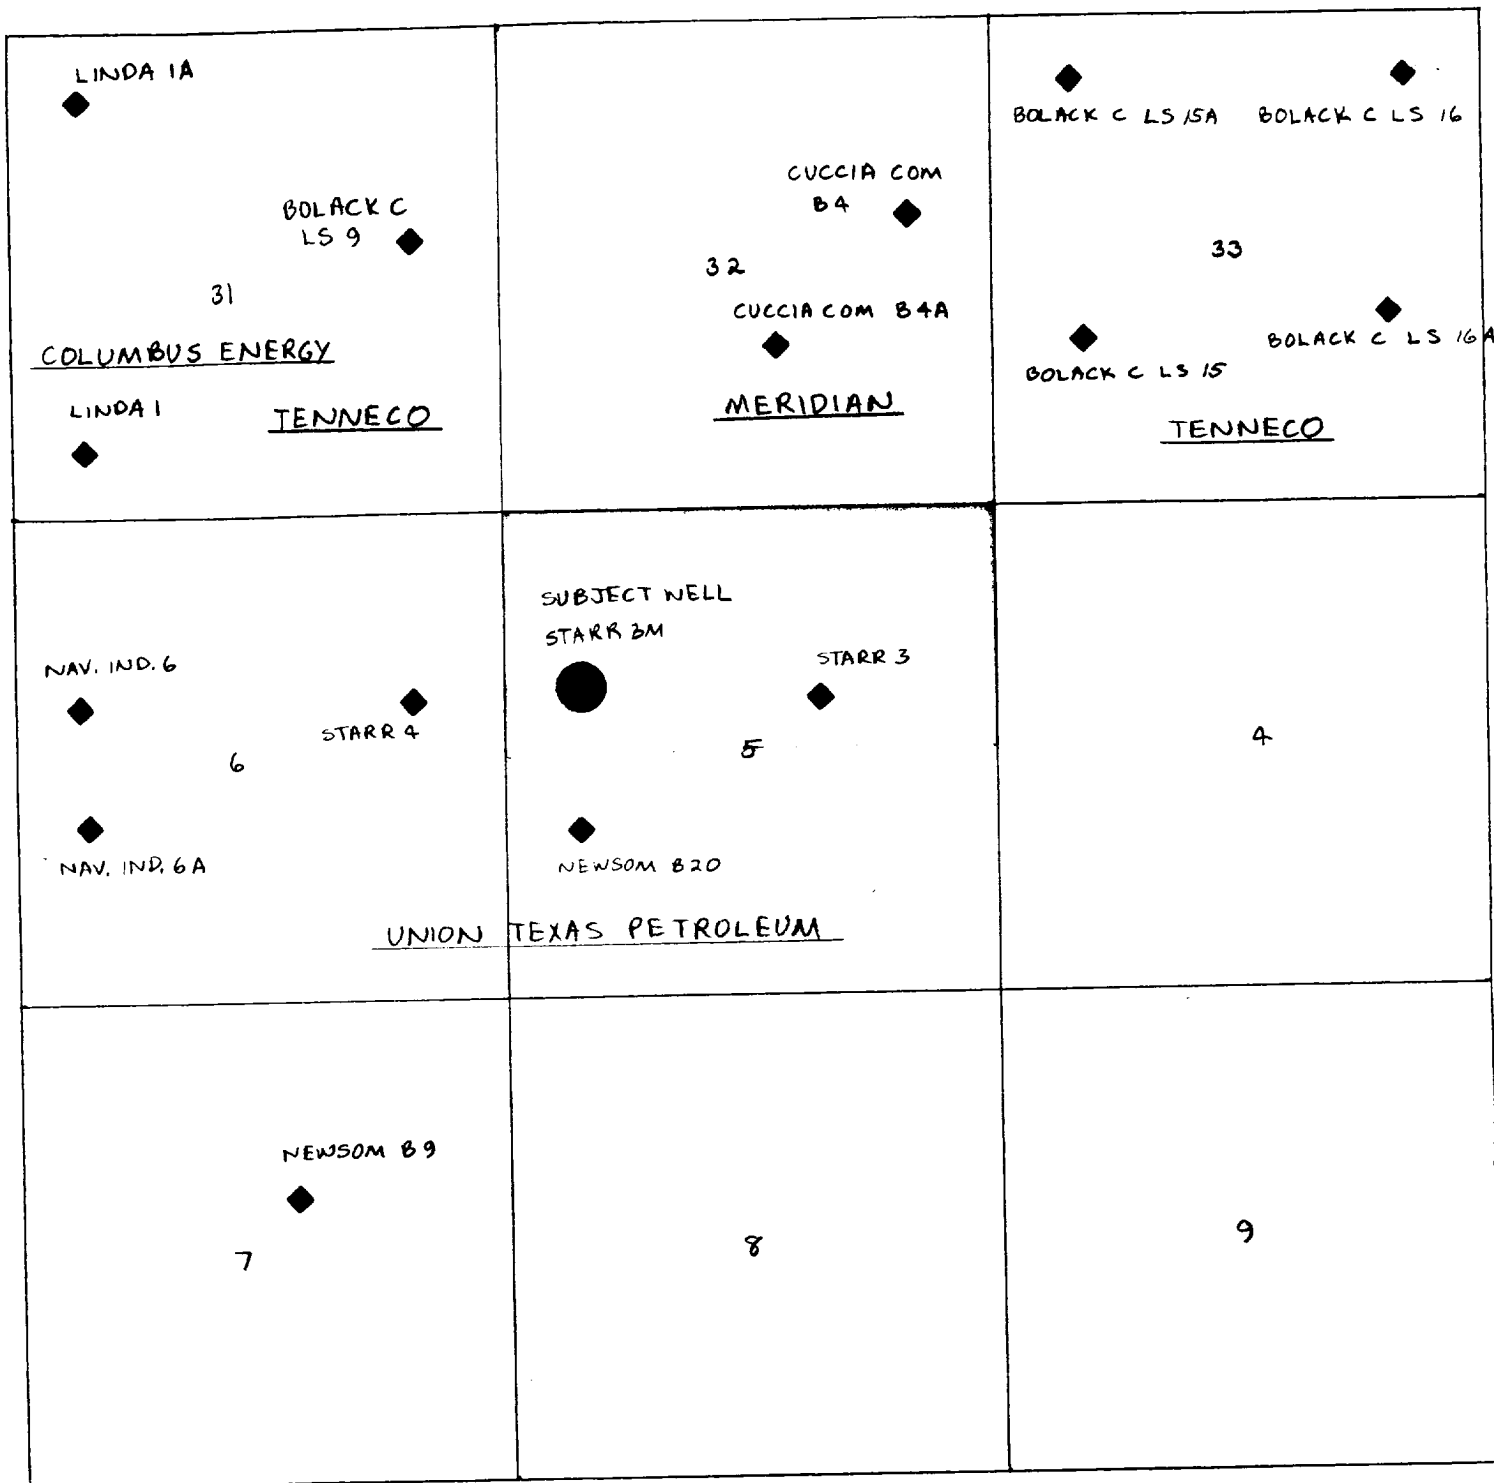 LINDA 1A
BOLACK C
LS 9
31
COLUMBUS ENERGY
LINDA 1
TENNECO
CUCCIA COM
B4
32
CUCCIA COM B4A
MERIDIAN
BOLACK C LS 15A
BOLACK C LS 16
33
BOLACK C LS 16A
BOLACK C LS 15
TENNECO
NAV. IND. 6
STARR 4
6
NAV. IND. 6A
SUBJECT WELL
STARR 3M
STARR 3
5
NEWSOM B20
UNION TEXAS PETROLEUM
4
NEWSOM B9
7
8
9